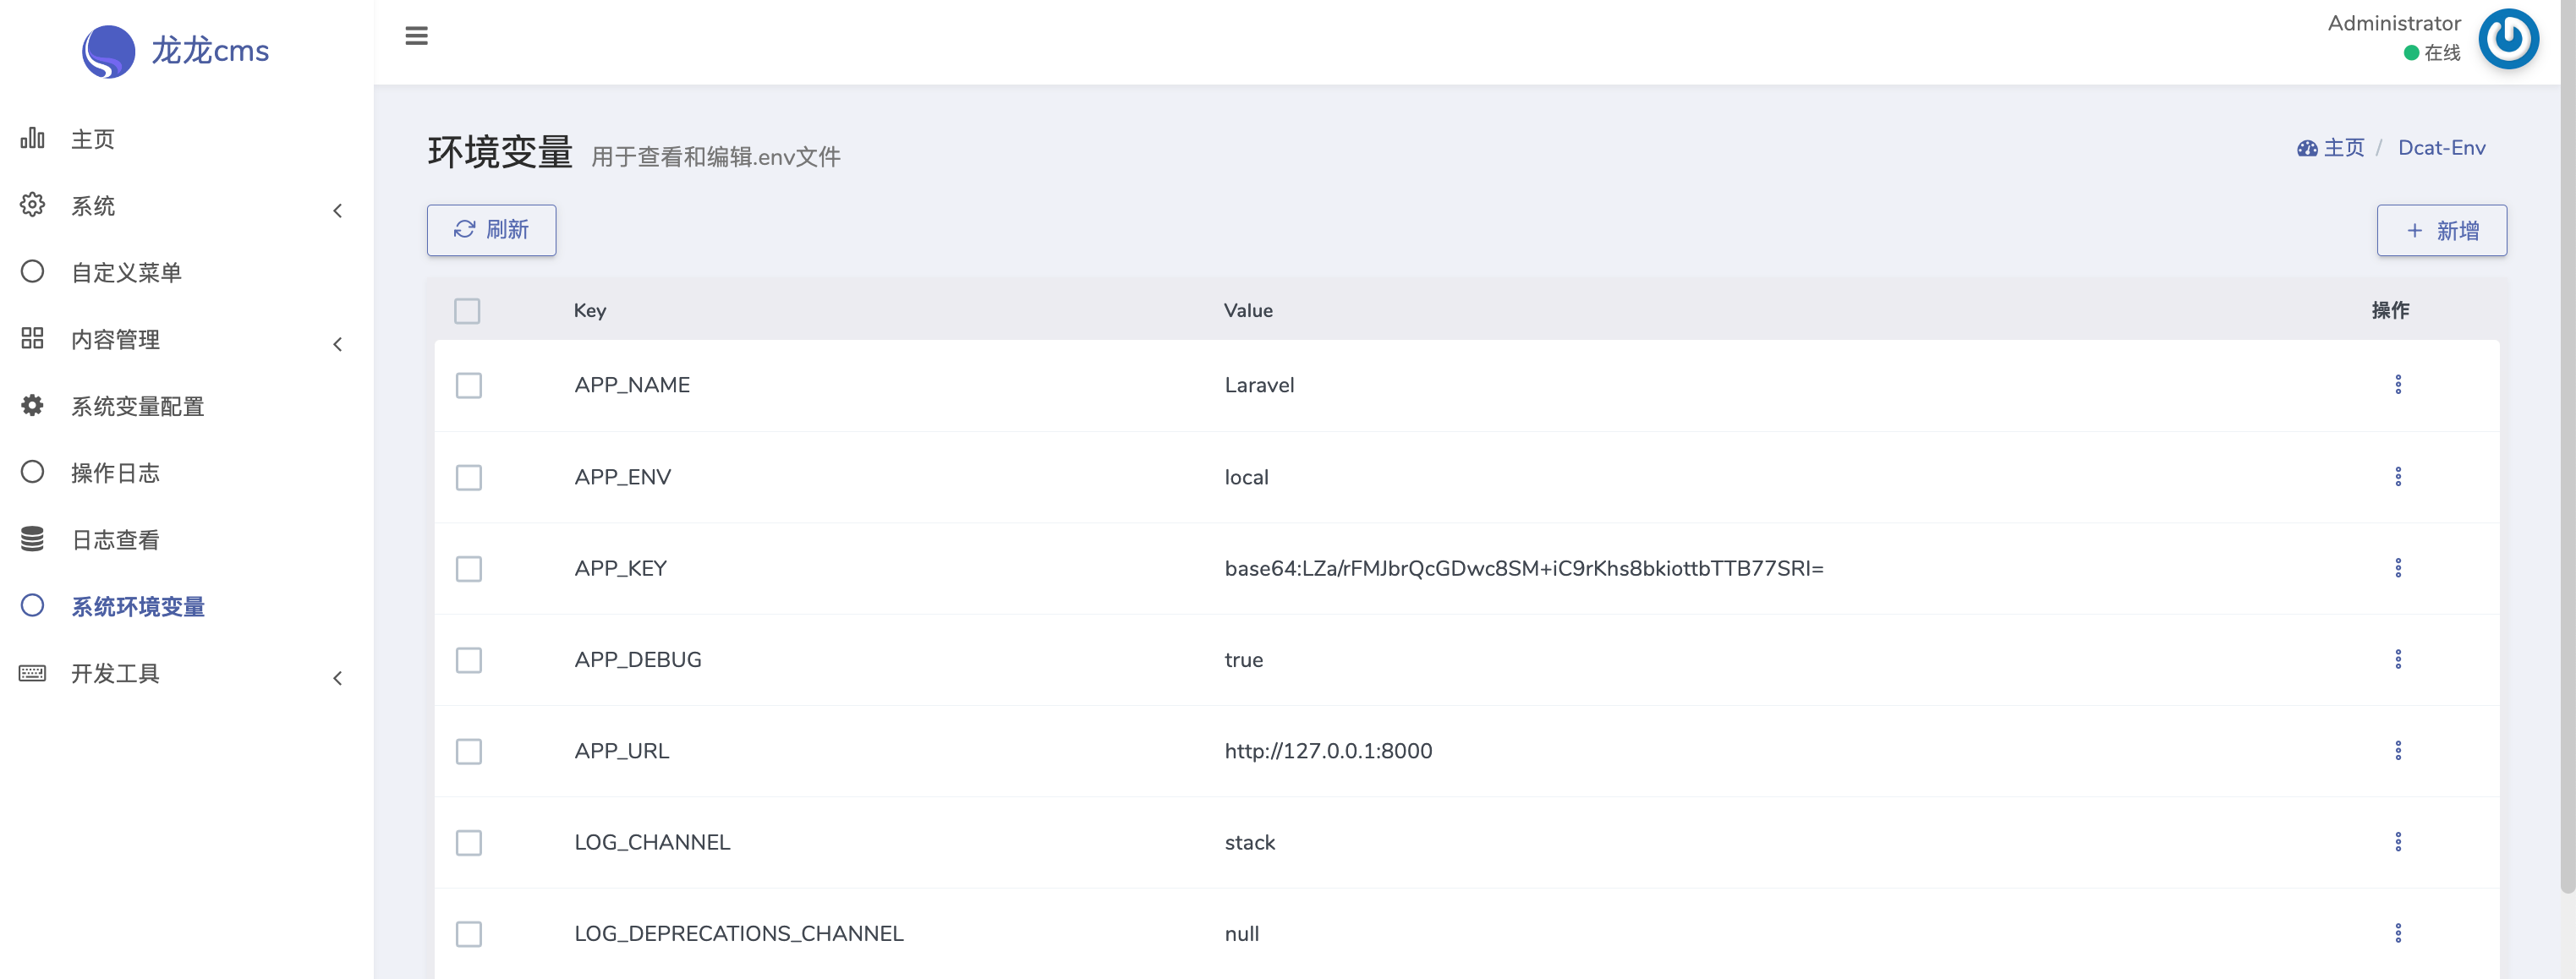 龙龙cms
主页
系统
自定义菜单
内容管理
系统变量配置
操作日志
日志查看
系统环境变量
开发工具
Administrator
在线
环境变量 用于查看和编辑.env文件
主页 / Dcat-Env
刷新
新增
Key Value 操作
APP_NAME Laravel
APP_ENV local
APP_KEY base64:LZa/rFMJbrQcGDwc8SM+iC9rKhs8bkiottbTTB77SRI=
APP_DEBUG true
APP_URL http://127.0.0.1:8000
LOG_CHANNEL stack
LOG_DEPRECATIONS_CHANNEL null